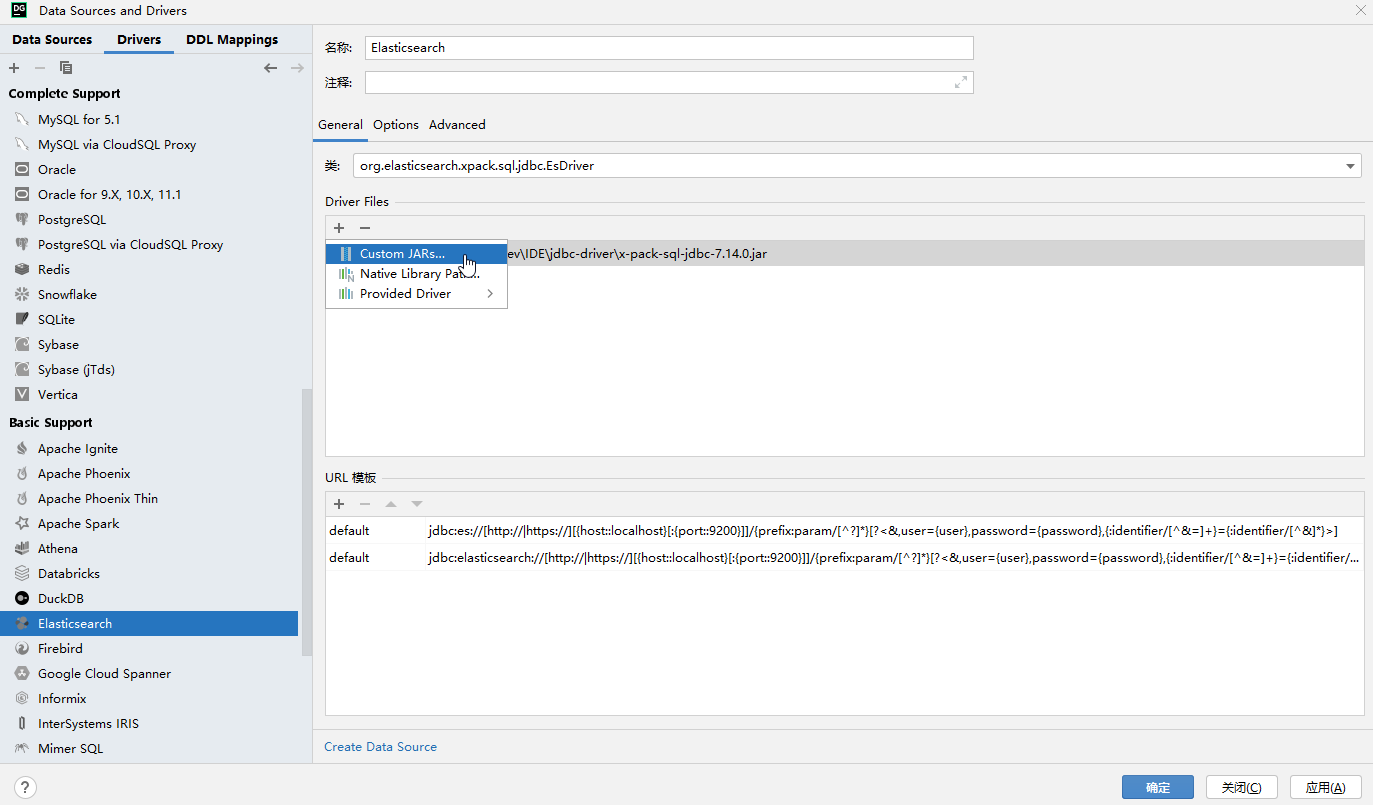 DG
Data Sources and Drivers
Data Sources
Drivers
DDL Mappings
Complete Support
MySQL for 5.1
MySQL via CloudSQL Proxy
Oracle
Oracle for 9.X, 10.X, 11.1
PostgreSQL
PostgreSQL via CloudSQL Proxy
Redis
Snowflake
SQLite
Sybase
Sybase (jTds)
Vertica
Basic Support
Apache Ignite
Apache Phoenix
Apache Phoenix Thin
Apache Spark
Athena
Databricks
DuckDB
Elasticsearch
Firebird
Google Cloud Spanner
Informix
InterSystems IRIS
Mimer SQL
名称: Elasticsearch
注释:
General Options Advanced
类: org.elasticsearch.xpack.sql.jdbc.EsDriver
Driver Files
Custom JARs...
ev\IDE\jdbc-driver\x-pack-sql-jdbc-7.14.0.jar
Native Library
Provided Driver
URL 模板
default jdbc:es://[http://|https://][{host::localhost}[:{port::9200}]]/{prefix:param/[^?]*}[?<&,user={user},password={password},{:identifier/[^&=]+}={:identifier/[^&]*}>]
default jdbc:elasticsearch://[http://|https://][{host::localhost}[:{port::9200}]]/{prefix:param/[^?]*}[?<&,user={user},password={password},{:identifier/[^&=]+}={:identifier/...
Create Data Source
?
确定
关闭(C)
应用(A)